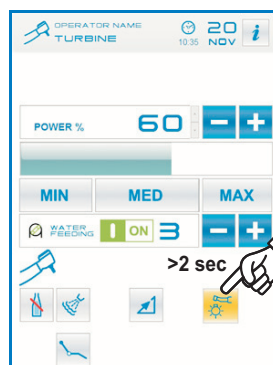 OPERATOR NAME
TURBINE
10:35
20
NOV
i
POWER %
60
MIN
MED
MAX
WATER
FEEDING
I ON
3
>2 sec